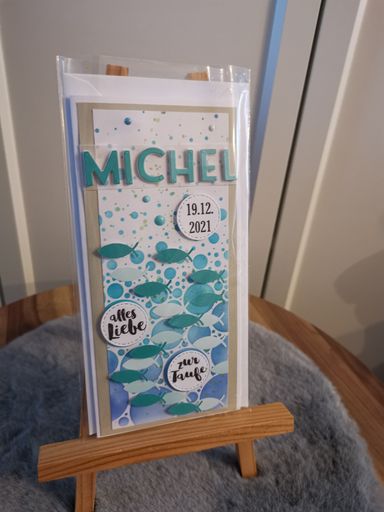 MICHEL
19.12.
2021
alles
Liebe
zur
Taufe